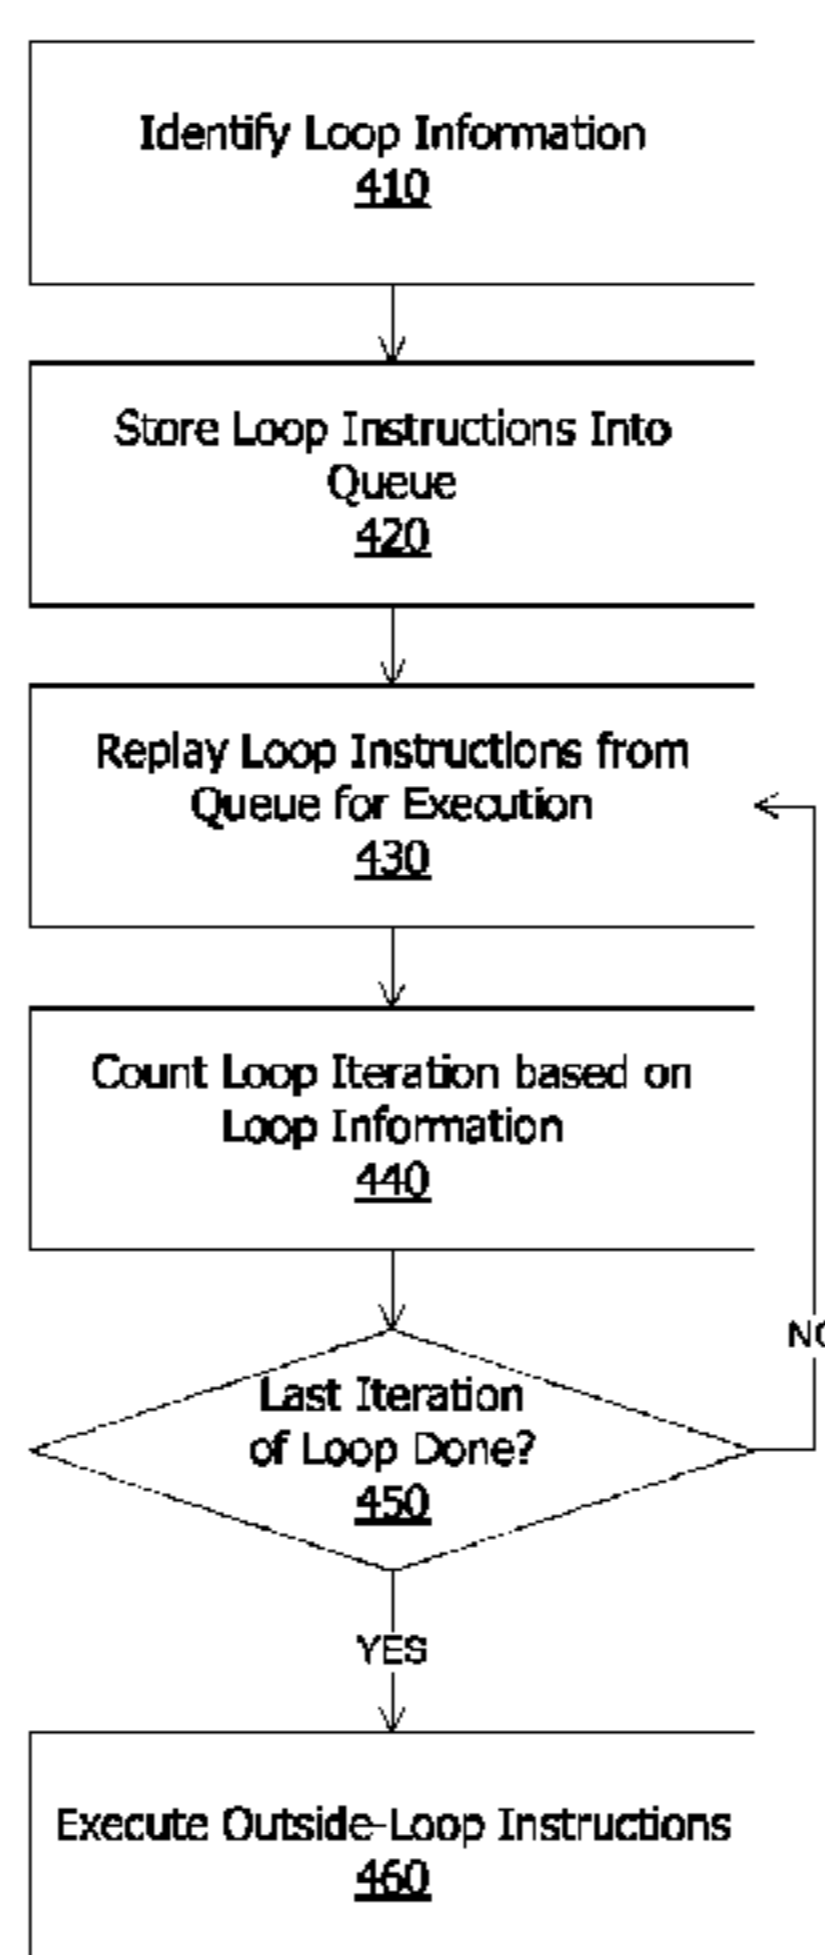 Identify Loop Information
410
Store Loop Instructions Into
Queue
420
Replay Loop Instructions from
Queue for Execution
430
Count Loop Iteration based on
Loop Information
440
Last Iteration
of Loop Done?
450
NO
YES
Execute Outside-Loop Instructions
460